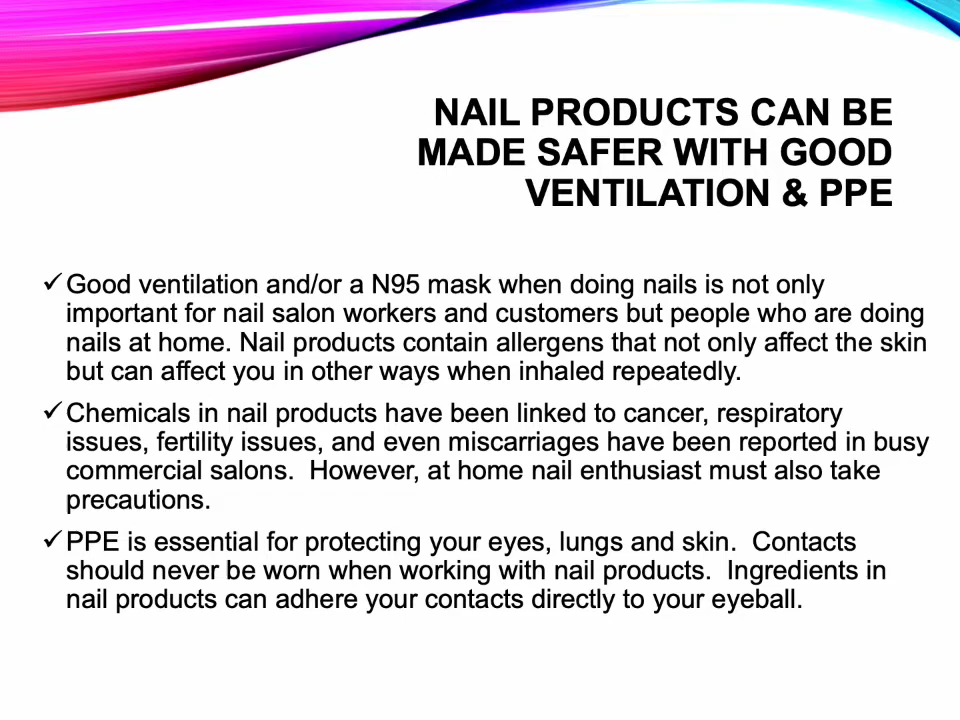 NAIL PRODUCTS CAN BE
MADE SAFER WITH GOOD
VENTILATION & PPE
✓Good ventilation and/or a N95 mask when doing nails is not only
important for nail salon workers and customers but people who are doing
nails at home. Nail products contain allergens that not only affect the skin
but can affect you in other ways when inhaled repeatedly.
✓Chemicals in nail products have been linked to cancer, respiratory
issues, fertility issues, and even miscarriages have been reported in busy
commercial salons.  However, at home nail enthusiast must also take
precautions.
✓PPE is essential for protecting your eyes, lungs and skin.  Contacts
should never be worn when working with nail products.  Ingredients in
nail products can adhere your contacts directly to your eyeball.